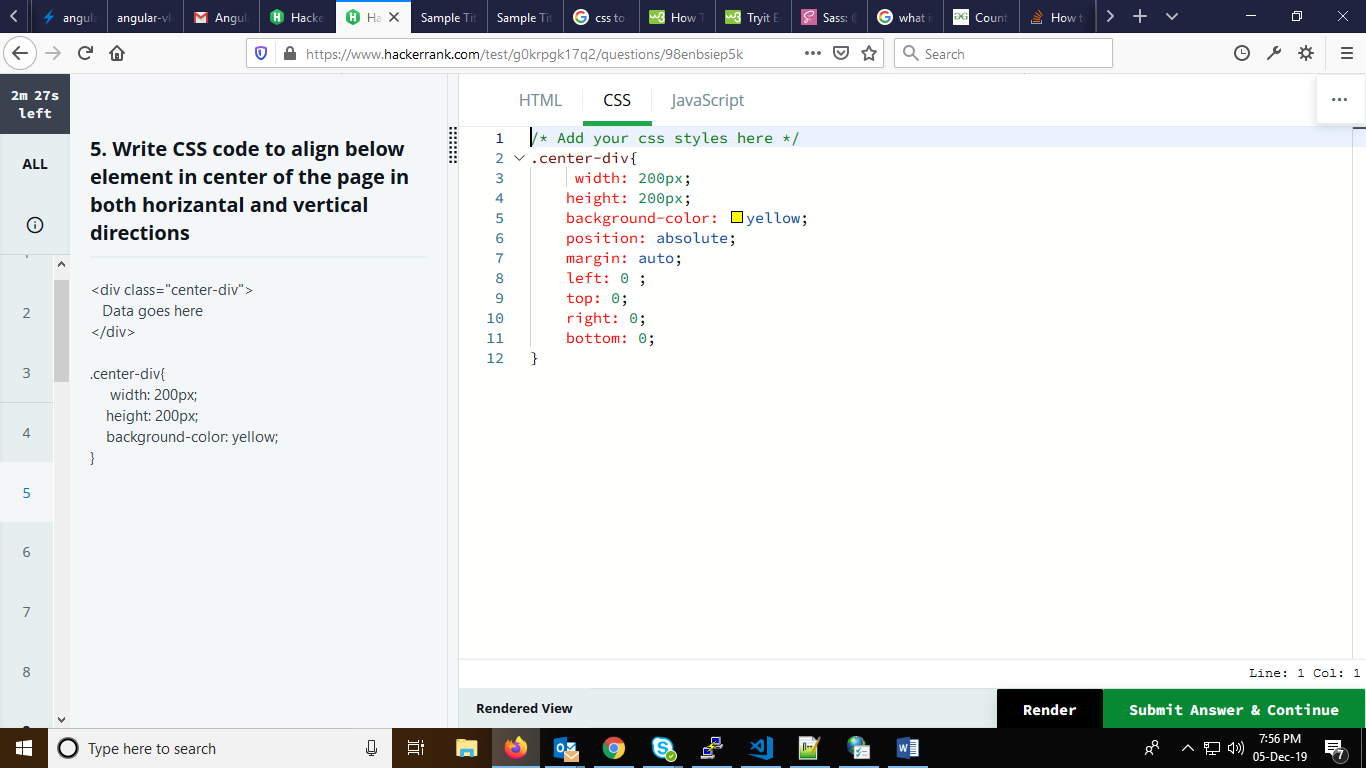 angula
angular-vl
Angul
Hacke
Ha
Sample Tit
Sample Tit
css to
How T
Tryit E
Sass:
what i
Count
How t
https://www.hackerrank.com/test/g0krpgk17q2/questions/98enbsiep5k
Search
2m 27s
left
ALL
2
3
4
5
6
7
8
5. Write CSS code to align below
element in center of the page in
both horizantal and vertical
directions
<div class="center-div">
Data goes here
</div>
.center-div{
width: 200px;
height: 200px;
background-color: yellow;
}
HTML CSS JavaScript
1 /* Add your css styles here */
2 .center-div{
3 width: 200px;
4 height: 200px;
5 background-color: yellow;
6 position: absolute;
7 margin: auto;
8 left: 0 ;
9 top: 0;
10 right: 0;
11 bottom: 0;
12 }
Line: 1 Col: 1
Rendered View
Render
Submit Answer & Continue
Type here to search
7:56 PM
05-Dec-19
7